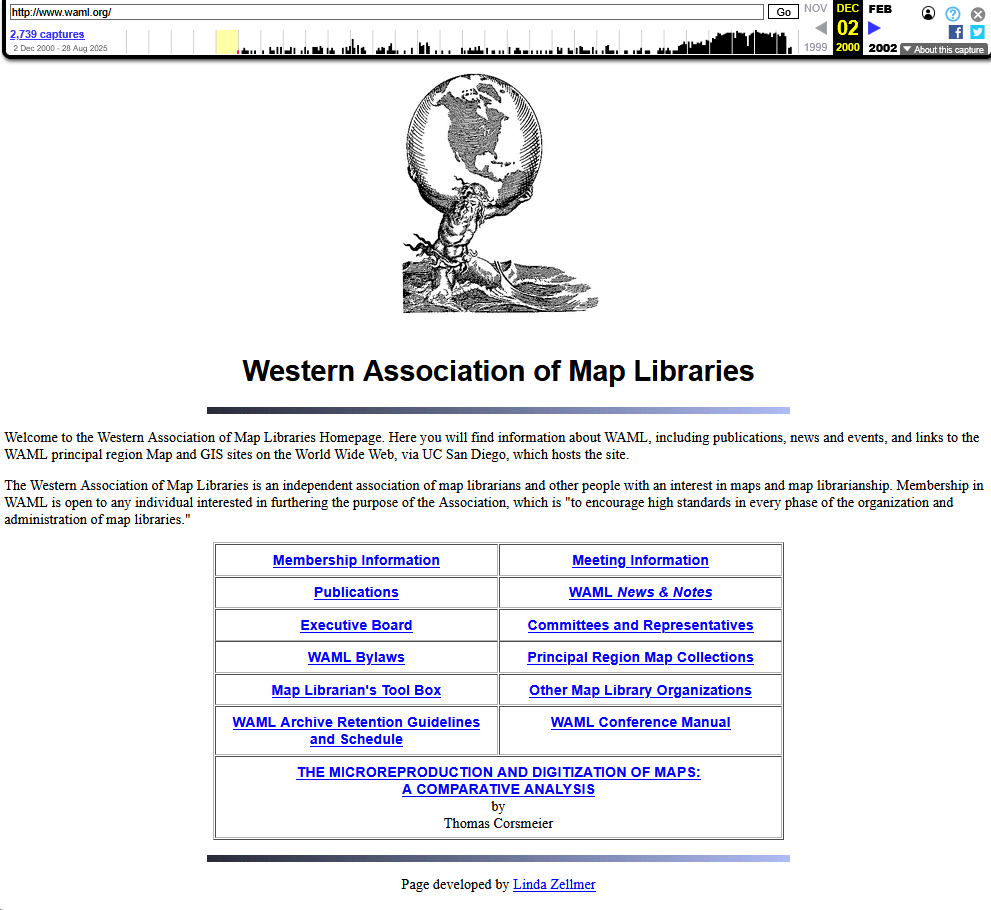 http://www.waml.org/ Go NOV DEC FEB
2,739 captures 02
2 Dec 2000 - 28 Aug 2025 1999 2000 2002 About this capture
Western Association of Map Libraries
Welcome to the Western Association of Map Libraries Homepage. Here you will find information about WAML, including publications, news and events, and links to the
WAML principal region Map and GIS sites on the World Wide Web, via UC San Diego, which hosts the site.
The Western Association of Map Libraries is an independent association of map librarians and other people with an interest in maps and map librarianship. Membership in
WAML is open to any individual interested in furthering the purpose of the Association, which is "to encourage high standards in every phase of the organization and
administration of map libraries."
Membership Information Meeting Information
Publications WAML News & Notes
Executive Board Committees and Representatives
WAML Bylaws Principal Region Map Collections
Map Librarian's Tool Box Other Map Library Organizations
WAML Archive Retention Guidelines WAML Conference Manual
and Schedule
THE MICROREPRODUCTION AND DIGITIZATION OF MAPS:
A COMPARATIVE ANALYSIS
by
Thomas Corsmeier
Page developed by Linda Zellmer